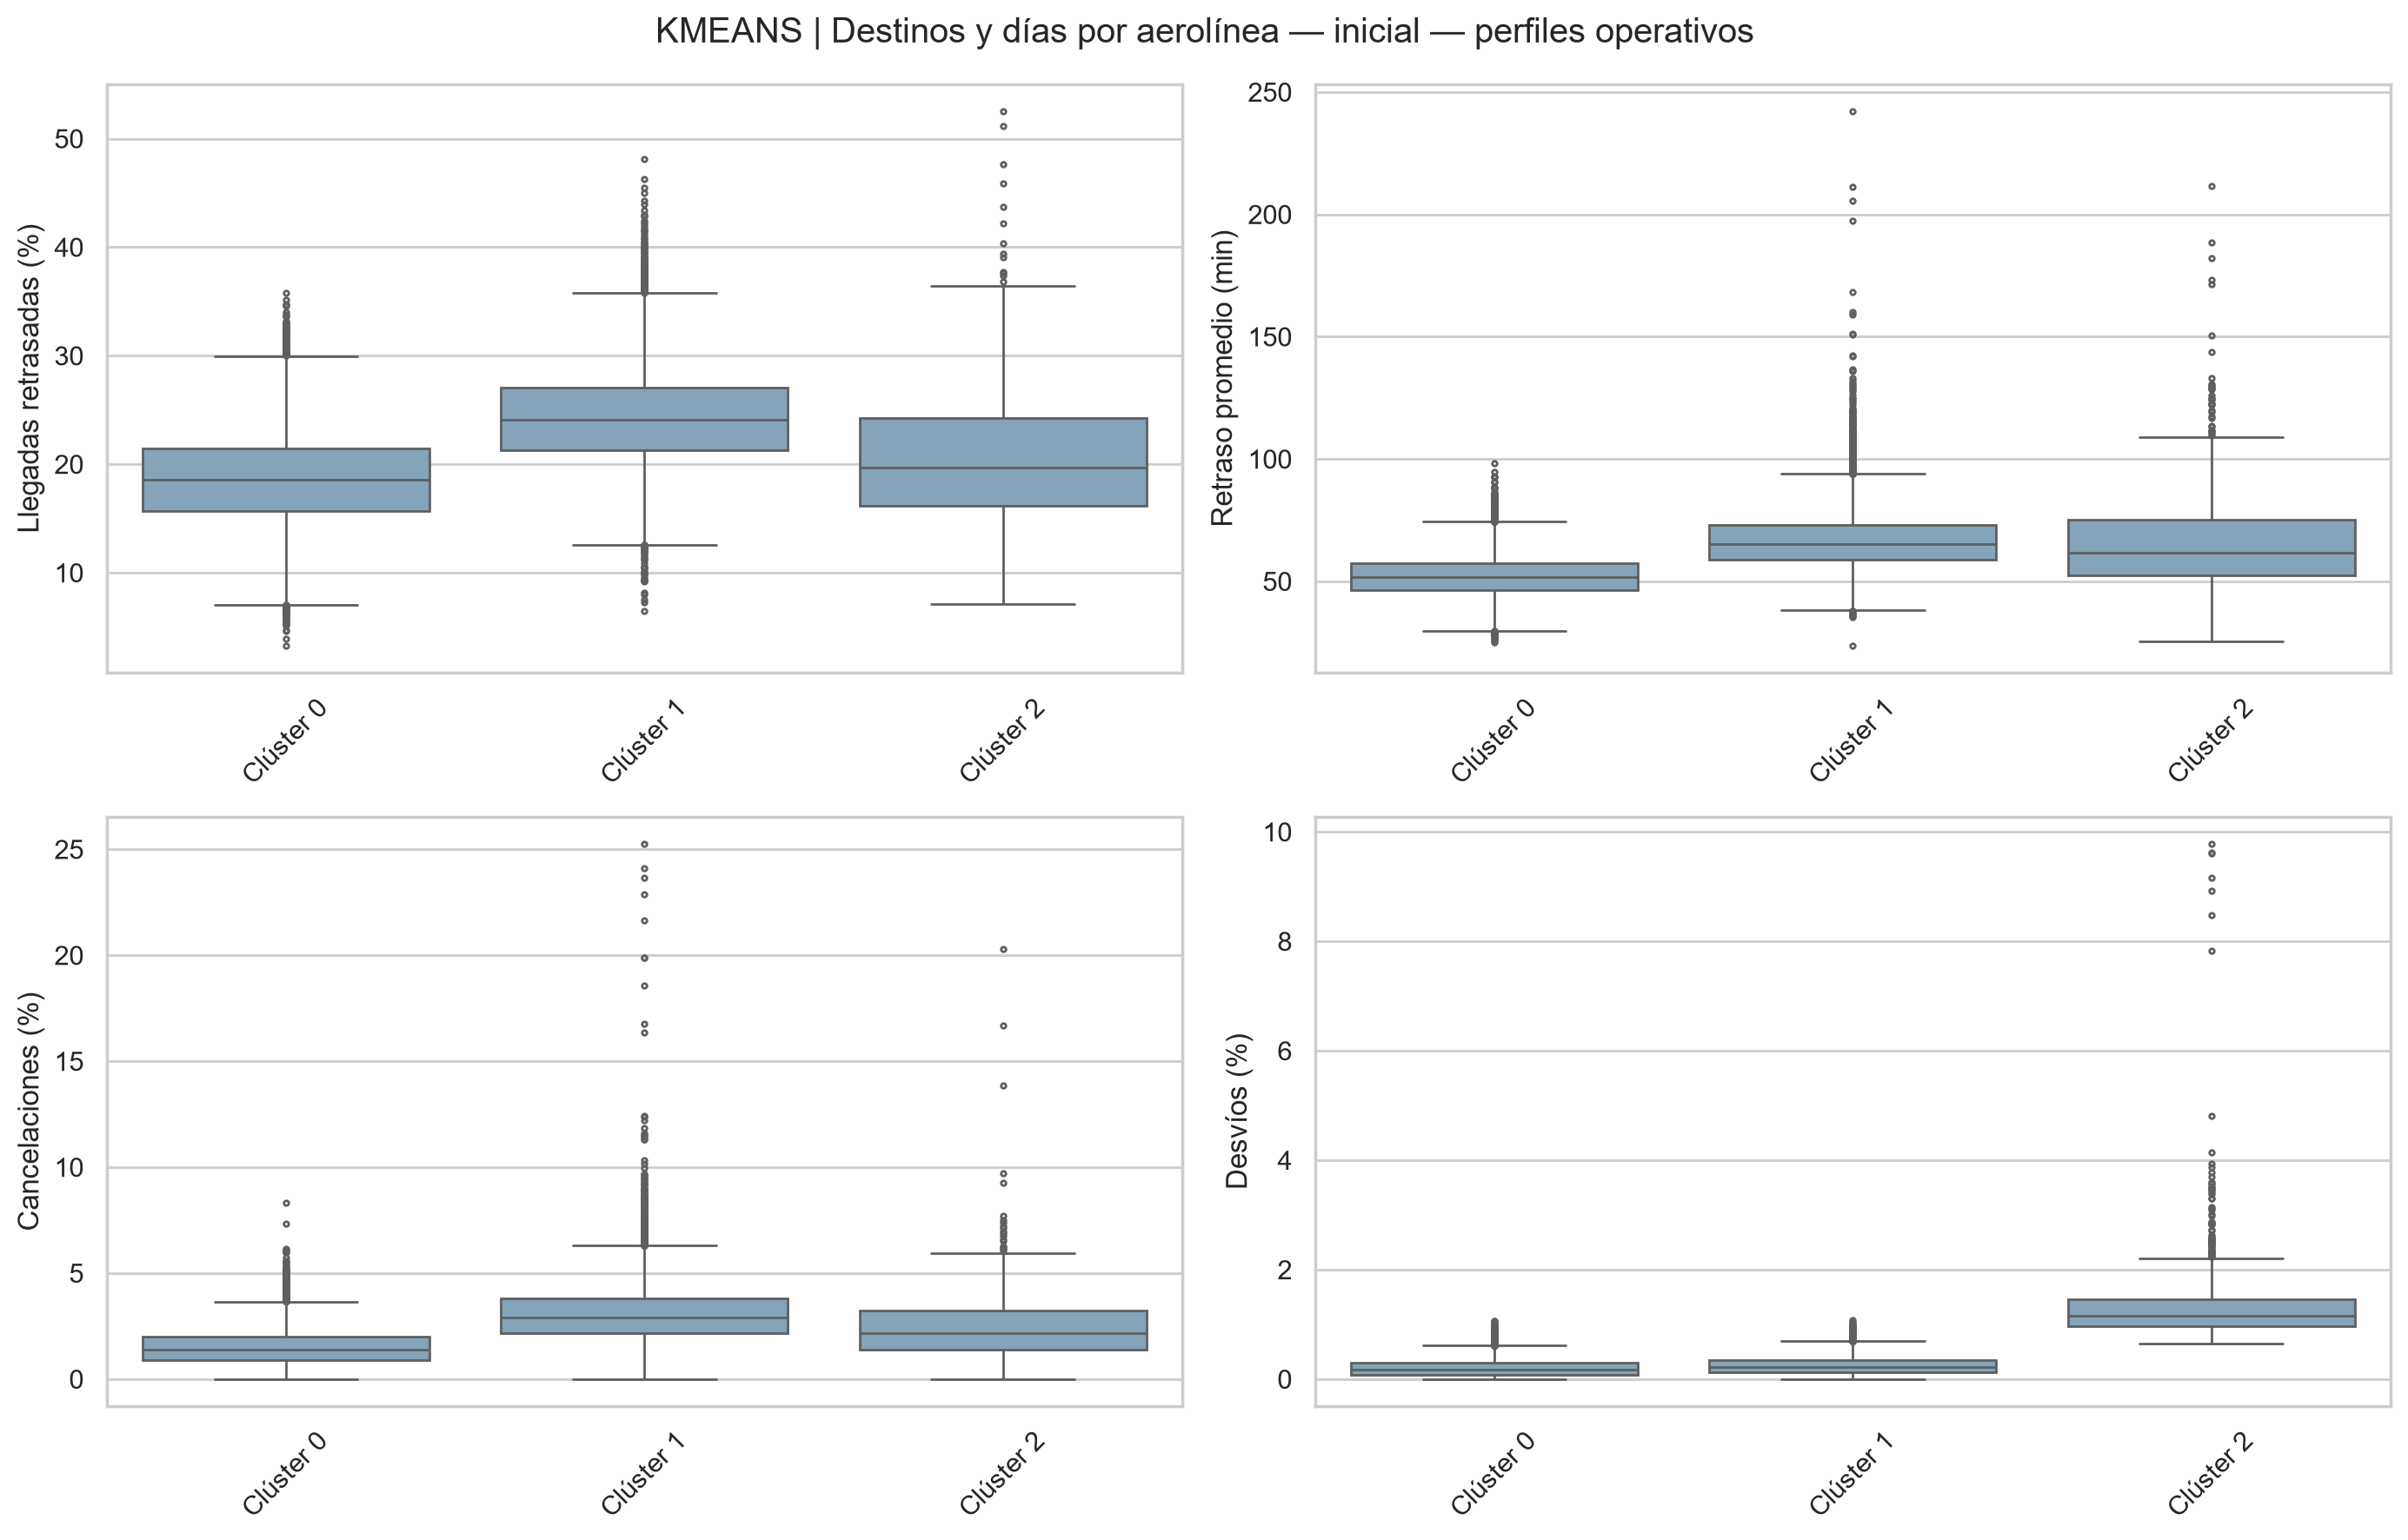 KMEANS | Destinos y días por aerolínea — inicial — perfiles operativos
Llegadas retrasadas (%)
50
40
30
20
10
Clúster 0
Clúster 1
Clúster 2
Retraso promedio (min)
250
200
150
100
50
Clúster 0
Clúster 1
Clúster 2
Cancelaciones (%)
25
20
15
10
5
0
Clúster 0
Clúster 1
Clúster 2
Desvíos (%)
10
8
6
4
2
0
Clúster 0
Clúster 1
Clúster 2